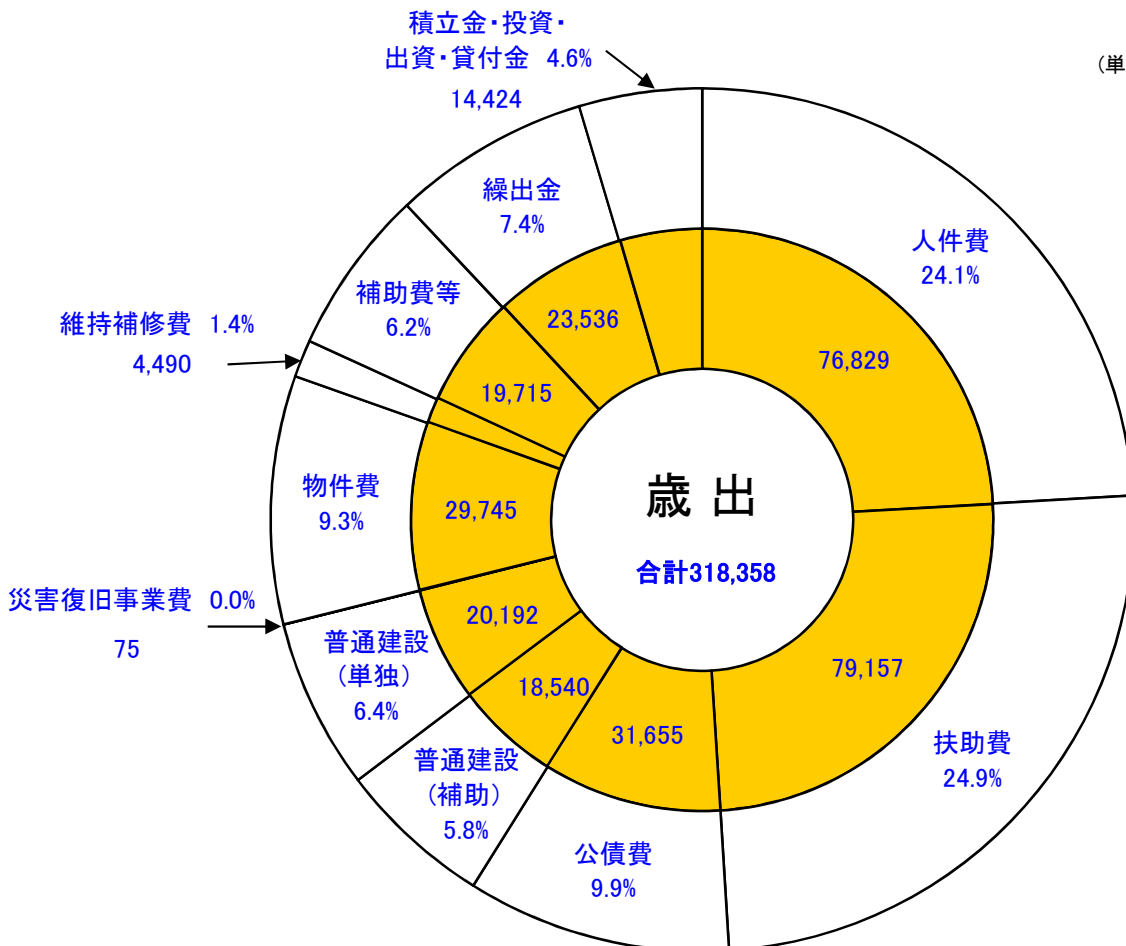 積立金・投資・
出資・貸付金 4.6%
14,424
（単
繰出金
7.4%
人件費
24.1%
補助費等
6.2%
維持補修費 1.4%
4,490
23,536
76,829
19,715
物件費
9.3%
29,745
歳出
合計318,358
災害復旧事業費 0.0%
75
20,192
普通建設
（単独）
6.4%
18,540
79,157
31,655
扶助費
24.9%
普通建設
（補助）
5.8%
公債費
9.9%